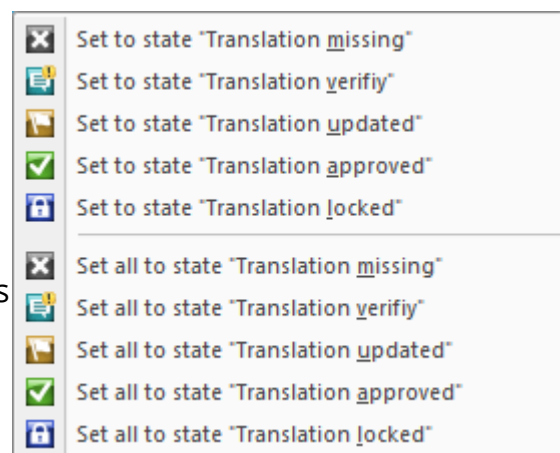 Set to state "Translation missing"
Set to state "Translation verifiy"
Set to state "Translation updated"
Set to state "Translation approved"
Set to state "Translation locked"
Set all to state "Translation missing"
s
Set all to state "Translation verifiy"
Set all to state "Translation updated"
Set all to state "Translation approved"
Set all to state "Translation locked"